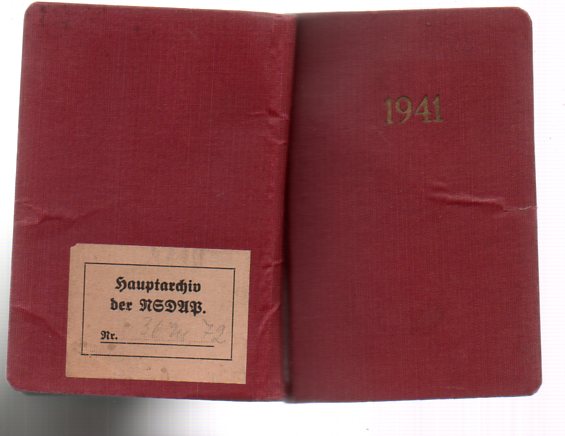 Hauptarchiv
der NSDAP.
Nr.
1941